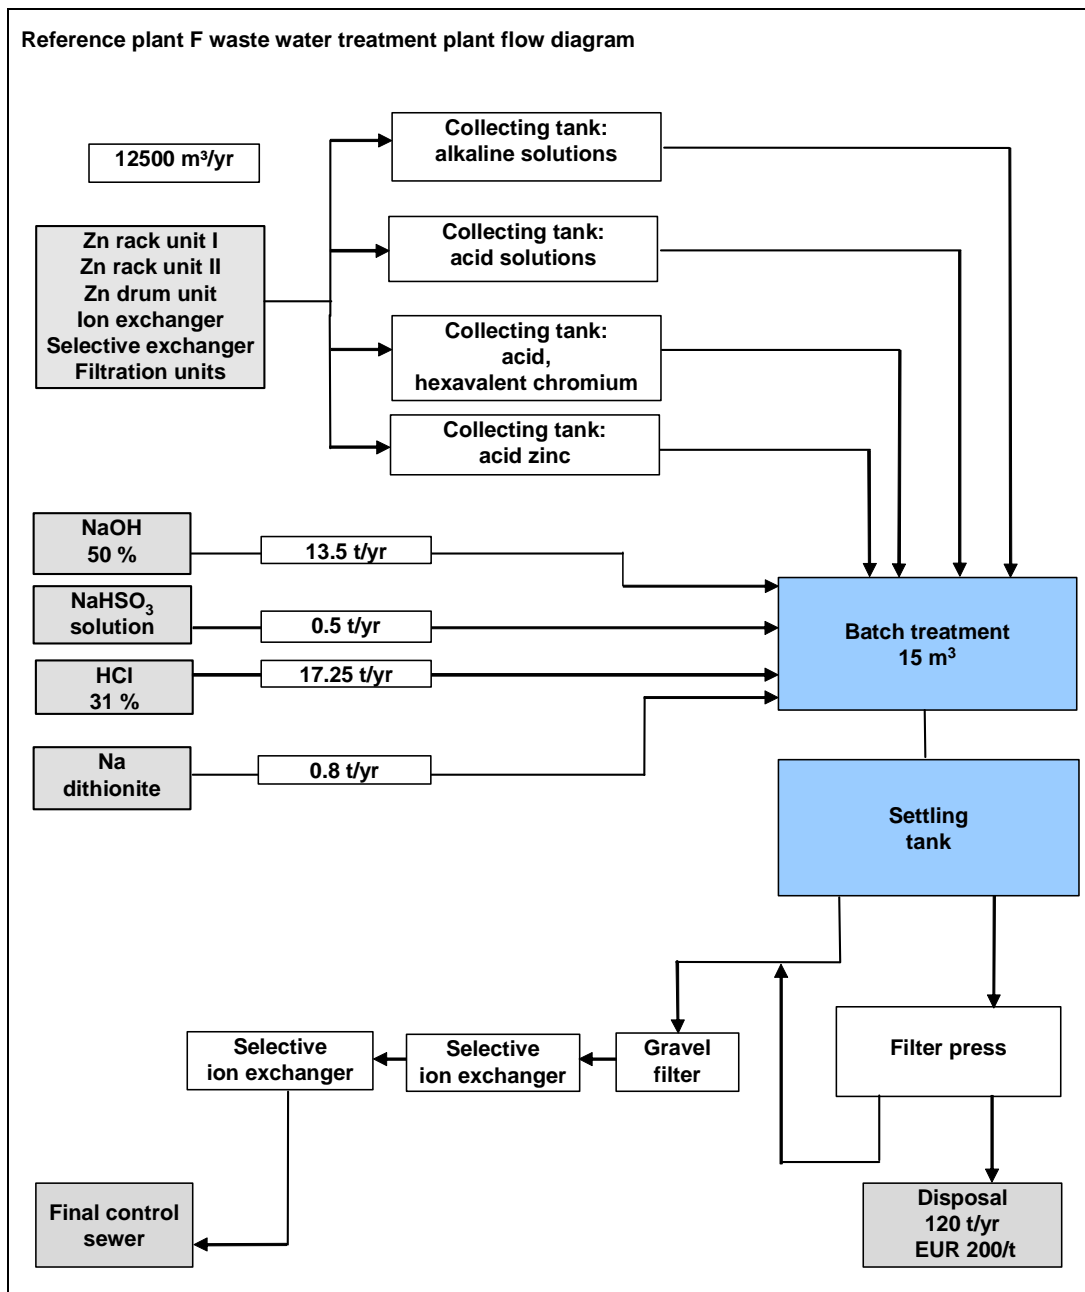 Reference plant F waste water treatment plant flow diagram
12500 m³/yr
Collecting tank:
alkaline solutions
Zn rack unit I
Zn rack unit II
Zn drum unit
Ion exchanger
Selective exchanger
Filtration units
Collecting tank:
acid solutions
Collecting tank:
acid,
hexavalent chromium
Collecting tank:
acid zinc
NaOH
50 %
13.5 t/yr
NaHSO₃
solution
0.5 t/yr
HCl
31 %
17.25 t/yr
Na
dithionite
0.8 t/yr
Batch treatment
15 m³
Settling
tank
Filter press
Gravel
filter
Selective
ion exchanger
Selective
ion exchanger
Final control
sewer
Disposal
120 t/yr
EUR 200/t